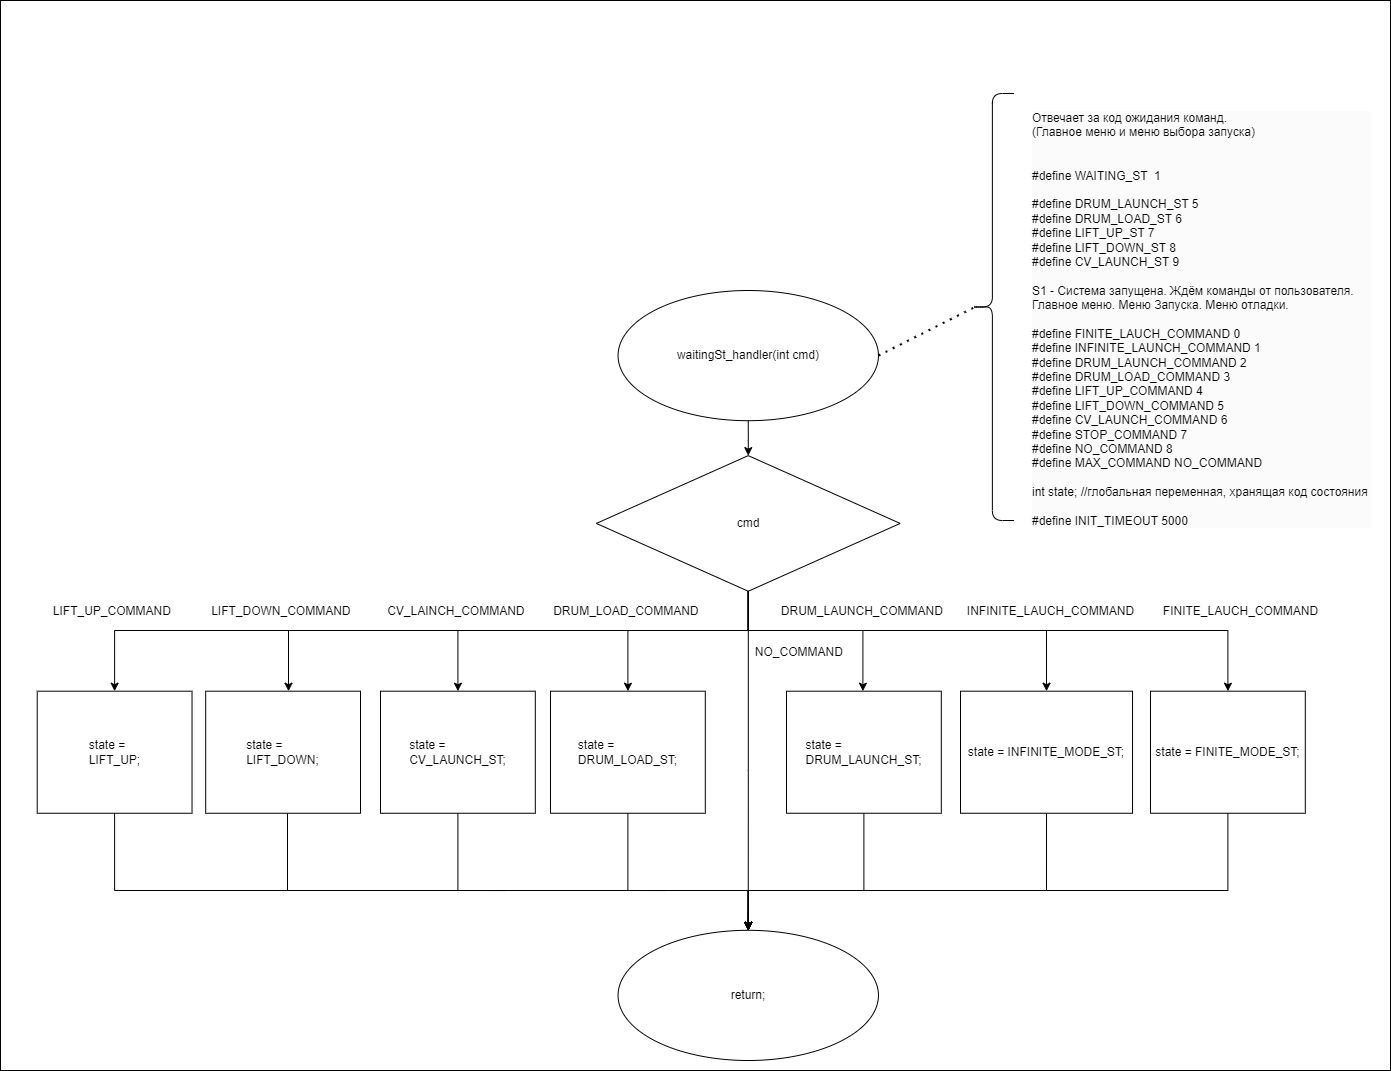 Отвечает за код ожидания команд.
(Главное меню и меню выбора запуска)
#define WAITING_ST  1
#define DRUM_LAUNCH_ST 5
#define DRUM_LOAD_ST 6
#define LIFT_UP_ST 7
#define LIFT_DOWN_ST 8
#define CV_LAUNCH_ST 9
S1 - Система запущена. Ждём команды от пользователя.
Главное меню. Меню Запуска. Меню отладки.
#define FINITE_LAUCH_COMMAND 0
#define INFINITE_LAUNCH_COMMAND 1
#define DRUM_LAUNCH_COMMAND 2
#define DRUM_LOAD_COMMAND 3
#define LIFT_UP_COMMAND 4
#define LIFT_DOWN_COMMAND 5
#define CV_LAUNCH_COMMAND 6
#define STOP_COMMAND 7
#define NO_COMMAND 8
#define MAX_COMMAND NO_COMMAND
int state; //глобальная переменная, хранящая код состояния
#define INIT_TIMEOUT 5000
waitingSt_handler(int cmd)
cmd
LIFT_UP_COMMAND
LIFT_DOWN_COMMAND
CV_LAINCH_COMMAND
DRUM_LOAD_COMMAND
DRUM_LAUNCH_COMMAND
INFINITE_LAUCH_COMMAND
FINITE_LAUCH_COMMAND
NO_COMMAND
state =
LIFT_UP;
state =
LIFT_DOWN;
state =
CV_LAUNCH_ST;
state =
DRUM_LOAD_ST;
state =
DRUM_LAUNCH_ST;
state = INFINITE_MODE_ST;
state = FINITE_MODE_ST;
return;